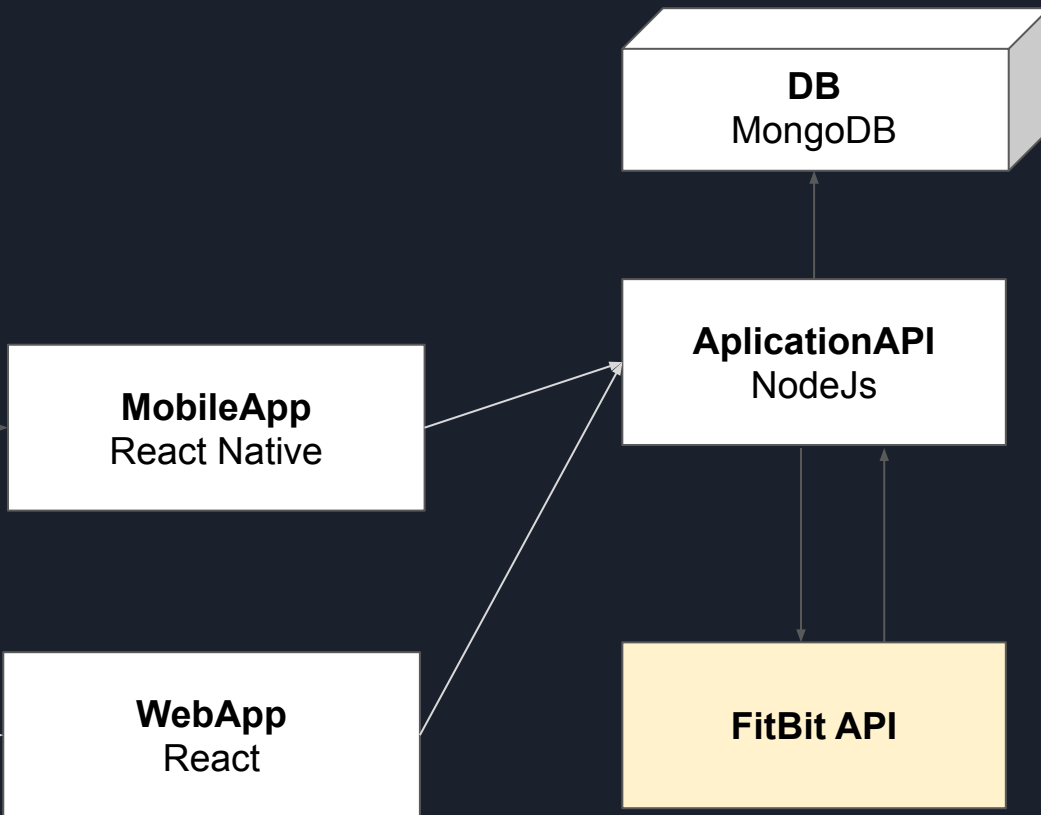 DB
MongoDB
AplicationAPI
NodeJs
MobileApp
React Native
WebApp
React
FitBit API